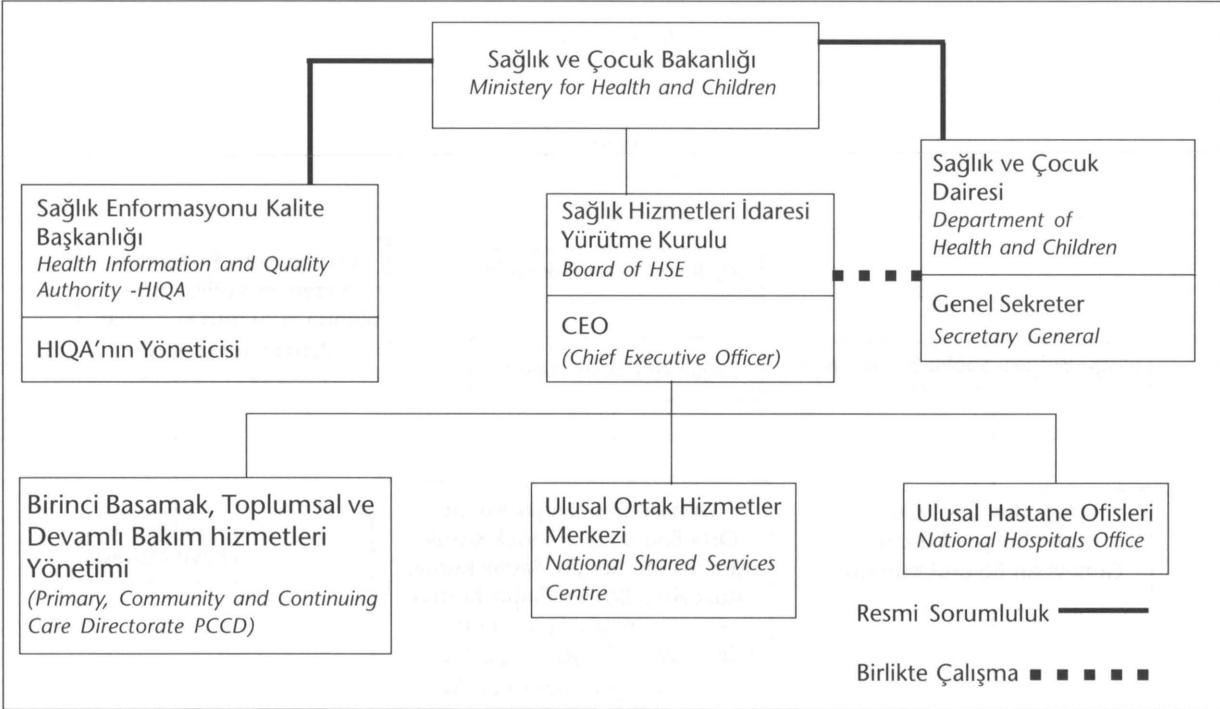 Sağlık ve Çocuk Bakanlığı
Ministery for Health and Children
Sağlık Enformasyonu Kalite
Başkanlığı
Health Information and Quality
Authority -HIQA
HIQA'nın Yöneticisi
Sağlık Hizmetleri İdaresi
Yürütme Kurulu
Board of HSE
CEO
(Chief Executive Officer)
Sağlık ve Çocuk
Dairesi
Department of
Health and Children
Genel Sekreter
Secretary General
Birinci Basamak, Toplumsal ve
Devamlı Bakım hizmetleri
Yönetimi
(Primary, Community and Continuing
Care Directorate PCCD)
Ulusal Ortak Hizmetler
Merkezi
National Shared Services
Centre
Ulusal Hastane Ofisleri
National Hospitals Office
Resmi Sorumluluk
Birlikte Çalışma